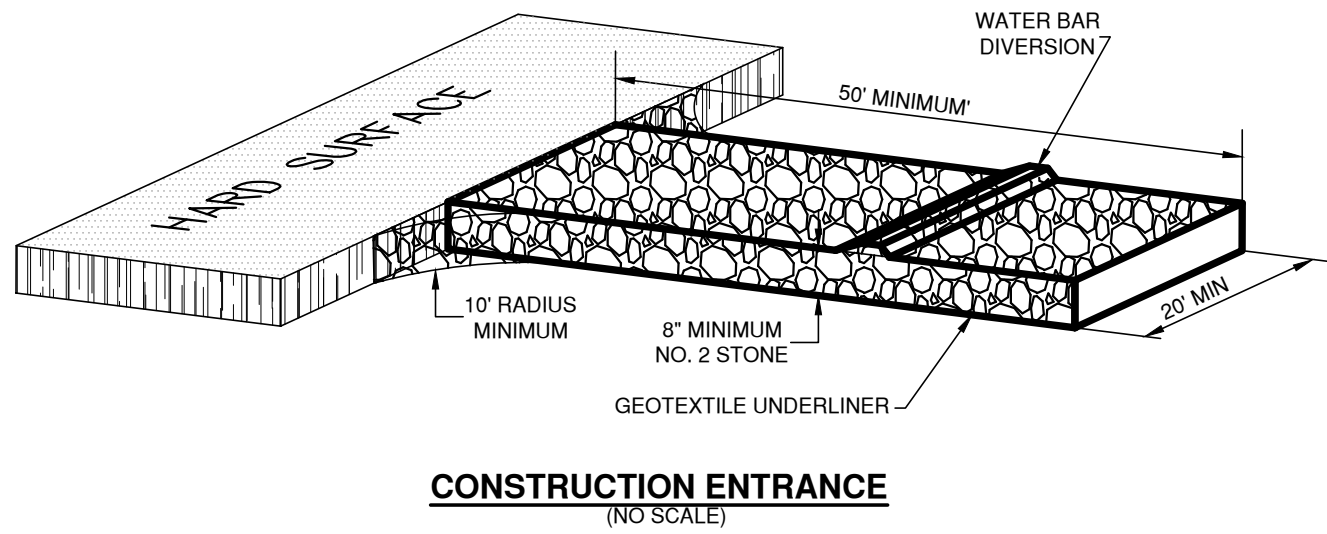 WATER BAR
DIVERSION
50' MINIMUM'
HARD SURFACE
20' MIN
10' RADIUS
MINIMUM
8" MINIMUM
NO. 2 STONE
GEOTEXTILE UNDERLINER
CONSTRUCTION ENTRANCE
(NO SCALE)